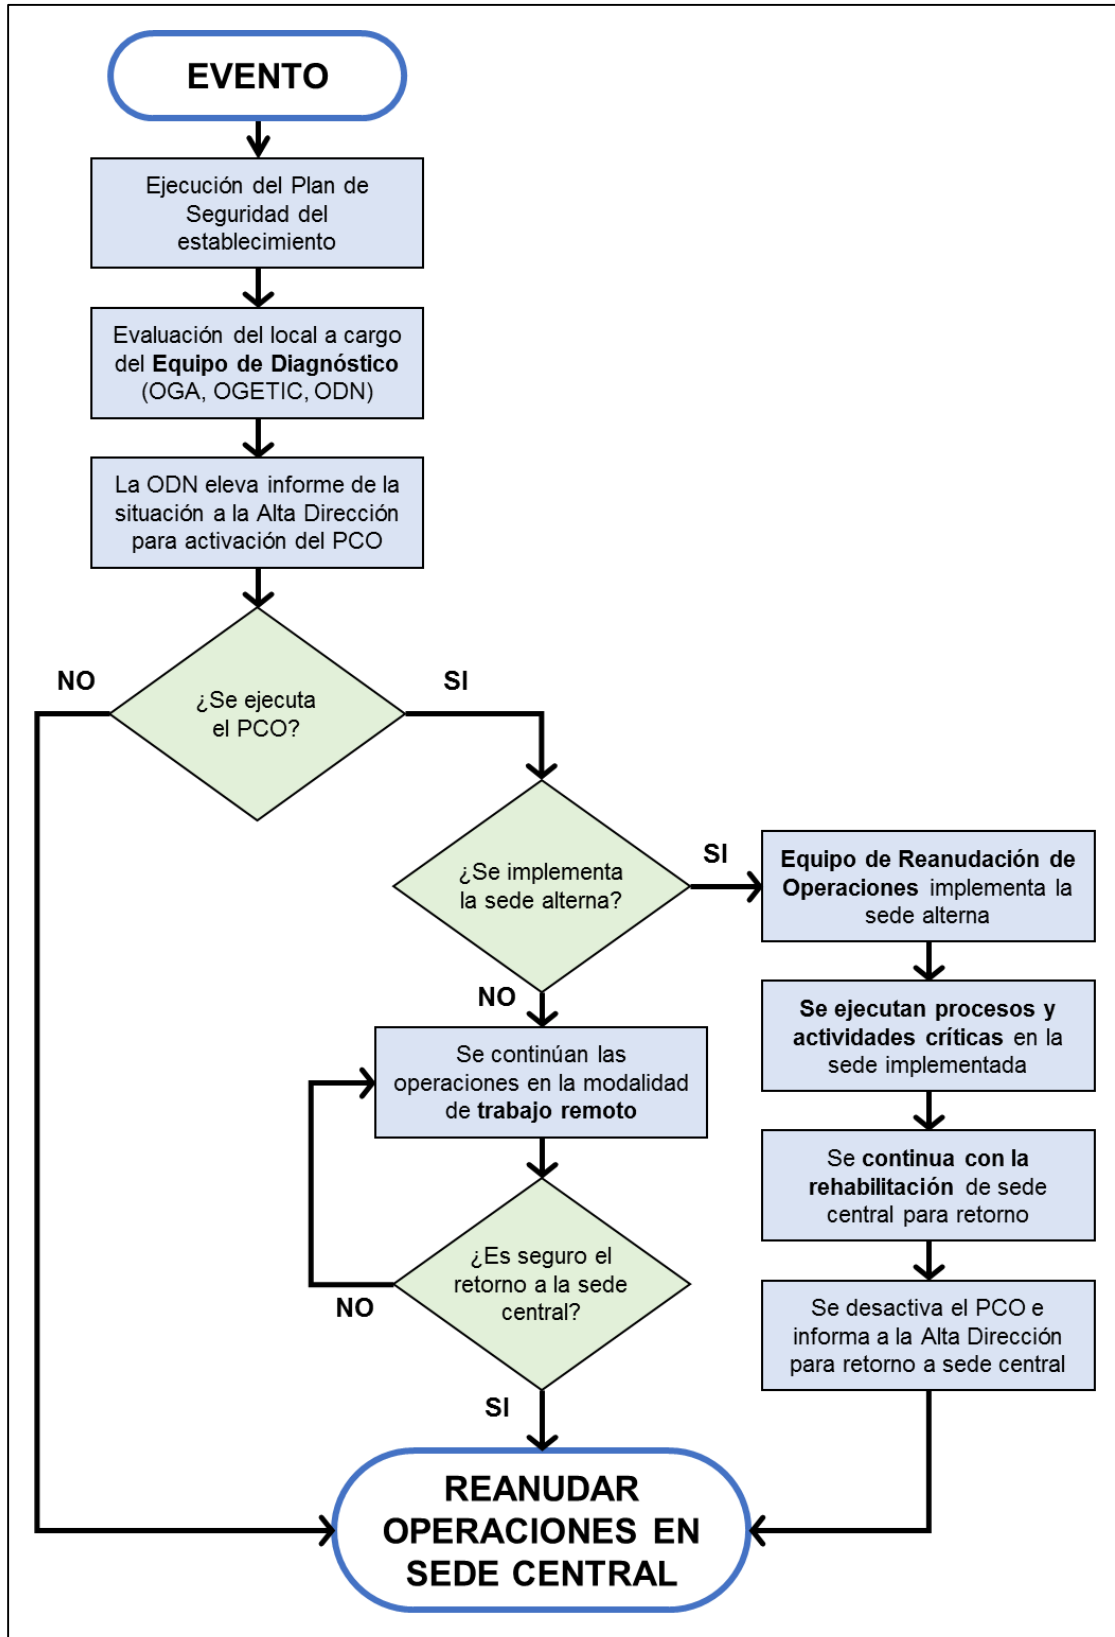 EVENTO
Ejecución del Plan de
Seguridad del
establecimiento
Evaluación del local a cargo
del Equipo de Diagnóstico
(OGA, OGETIC, ODN)
La ODN eleva informe de la
situación a la Alta Dirección
para activación del PCO
NO
SI
¿Se ejecuta
el PCO?
¿Se implementa
la sede alterna?
SI
Equipo de Reanudación de
Operaciones implementa la
sede alterna
NO
Se ejecutan procesos y
actividades críticas en la
sede implementada
Se continúan las
operaciones en la modalidad
de trabajo remoto
Se continua con la
rehabilitación de sede
central para retorno
¿Es seguro el
retorno a la sede
central?
NO
Se desactiva el PCO e
informa a la Alta Dirección
para retorno a sede central
SI
REANUDAR
OPERACIONES EN
SEDE CENTRAL